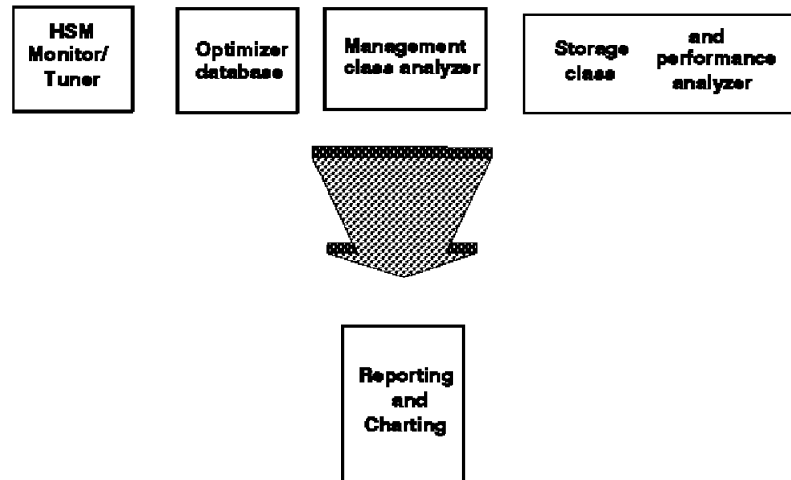 HSM
Monitor/
Tuner
Optimizer
database
Management
class analyzer
Storage
class
and
performance
analyzer
Reporting
and
Charting